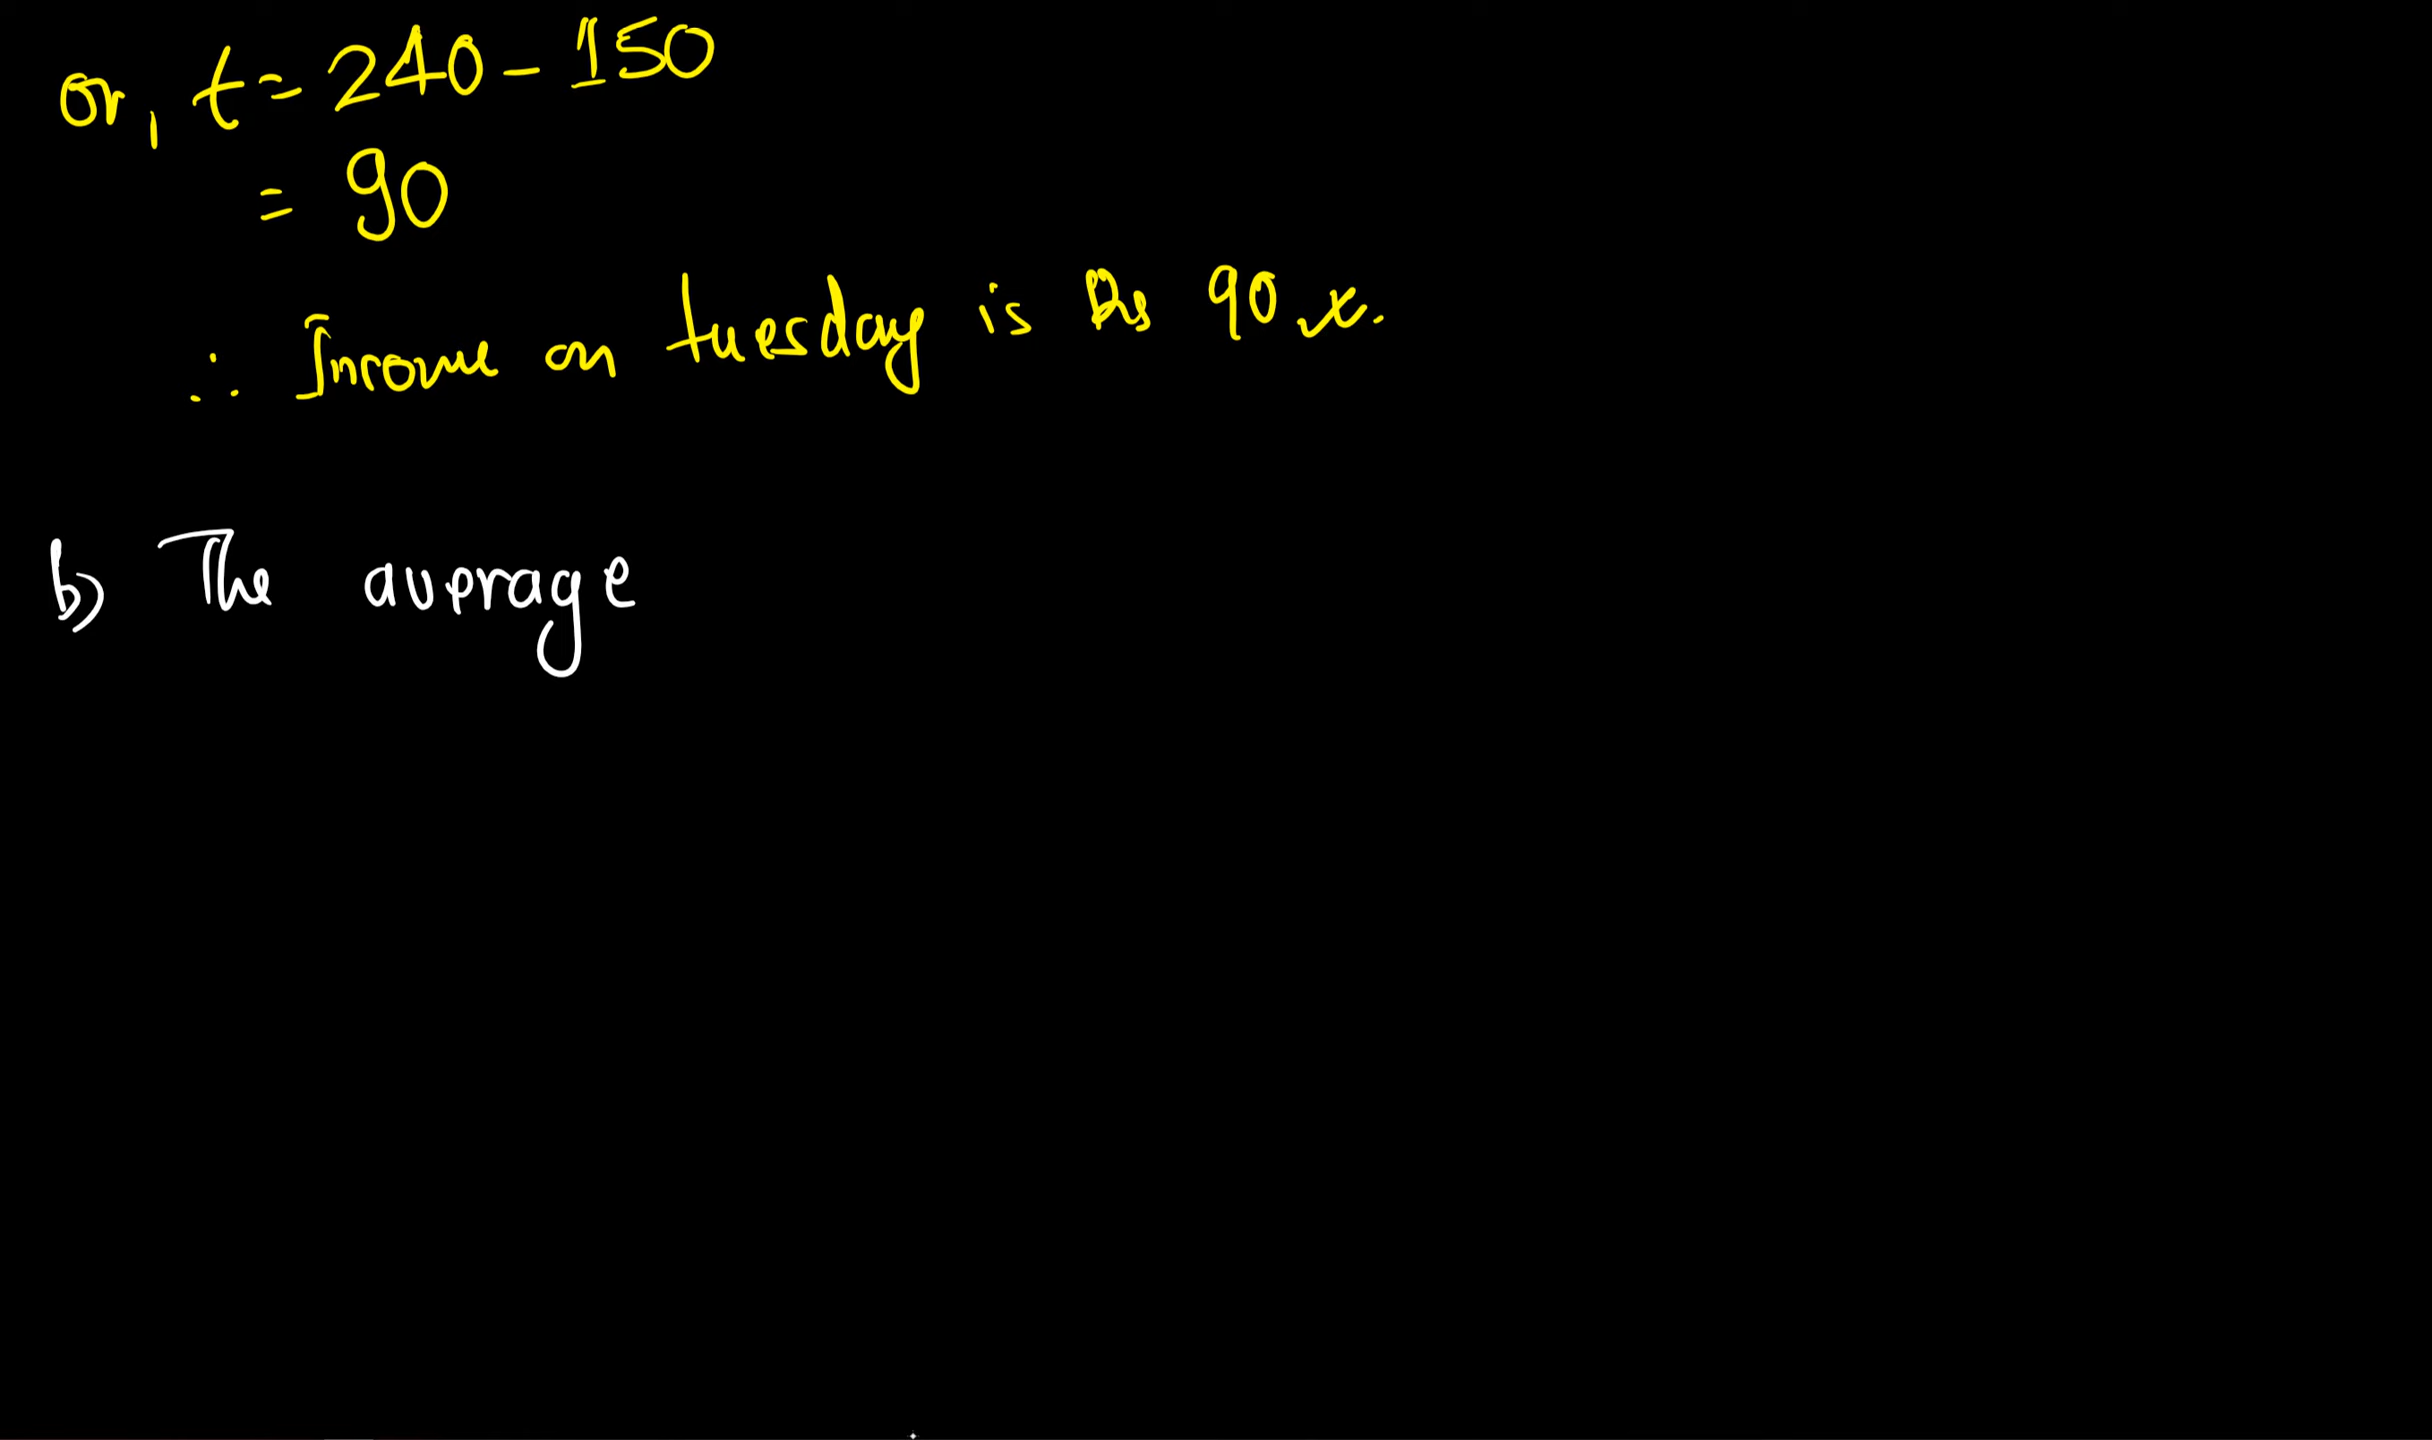 or, t = 240 - 150
= 90
∴ Income on tuesday is Rs 90
b) The average